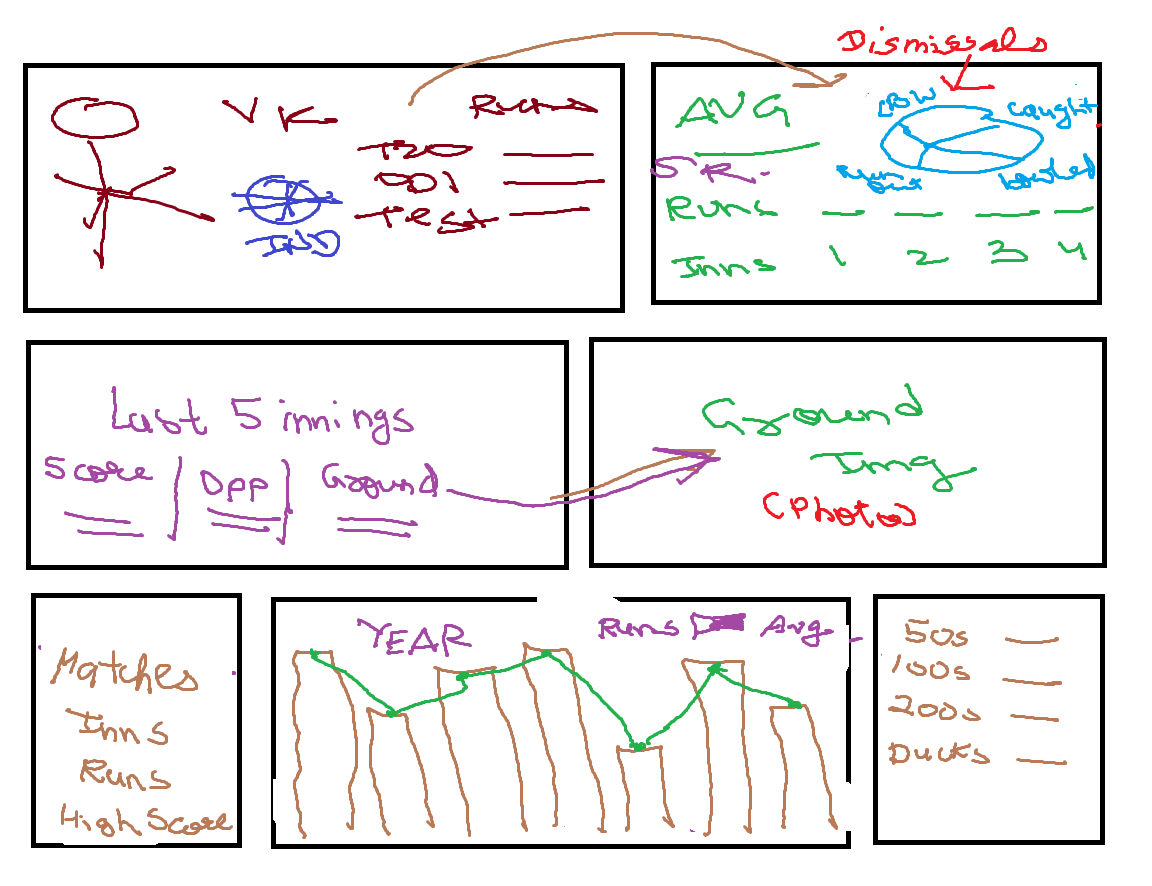 Dismissals
VK
T20
ODI
TEST
IND
AVG
S R.
Runs
Inns 1 2 3 4
LBW
caught
Run out
bowled
Last 5 innings
Score | Opp | Ground
Ground
Img
(Photo)
Matches
Inns
Runs
High Score
YEAR
Runs
Avg
50s
100s
200s
Ducks